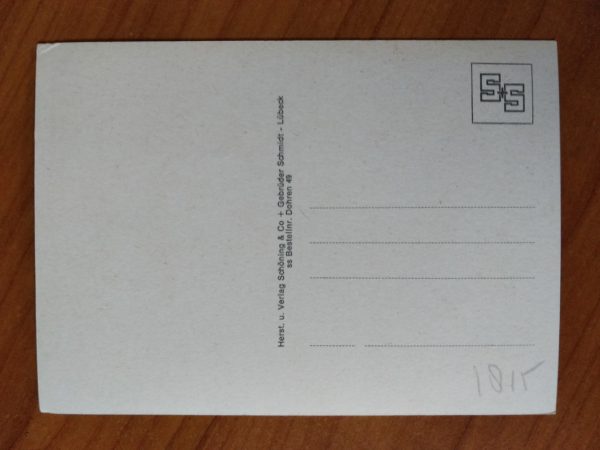 S+S
Herst. u. Verlag Schöning & Co + Gebrüder Schmidt - Lübeck
ss Bestellnr. Dohren 49
1815